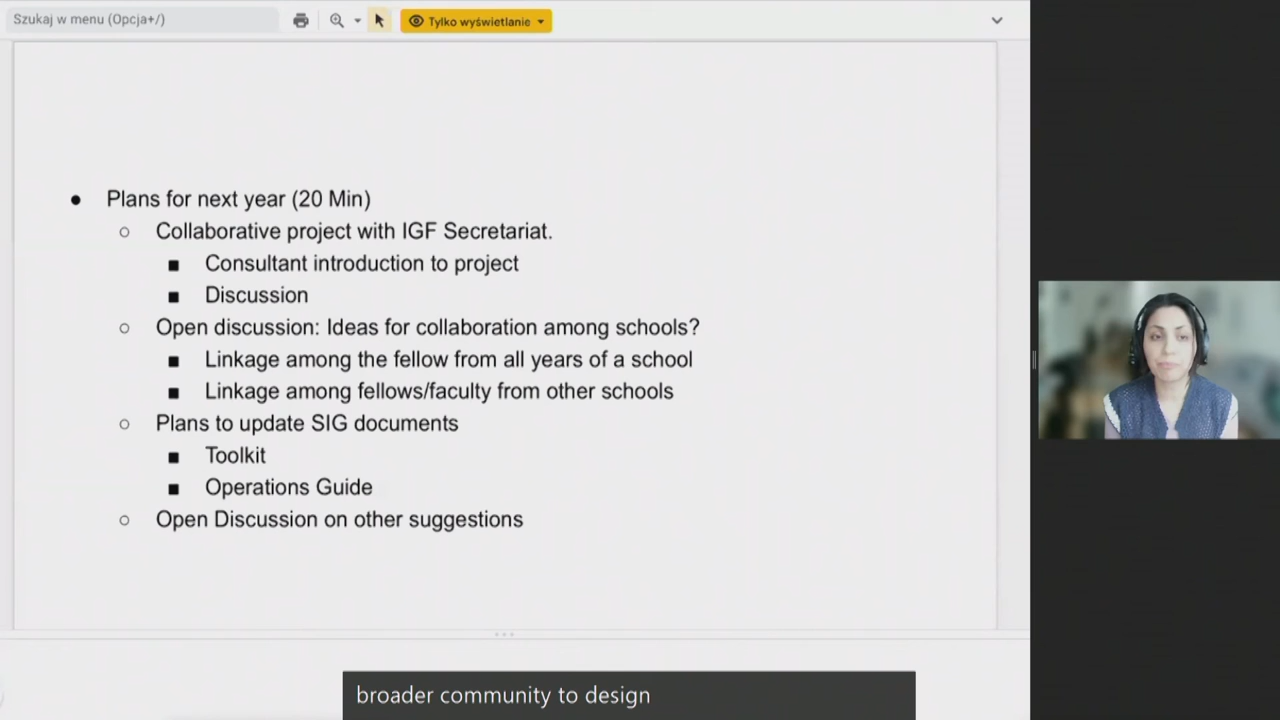 Szukaj w menu (Opcja+/)
Tylko wyświetlanie
● Plans for next year (20 Min)
○ Collaborative project with IGF Secretariat.
■ Consultant introduction to project
■ Discussion
○ Open discussion: Ideas for collaboration among schools?
■ Linkage among the fellow from all years of a school
■ Linkage among fellows/faculty from other schools
○ Plans to update SIG documents
■ Toolkit
■ Operations Guide
○ Open Discussion on other suggestions
broader community to design